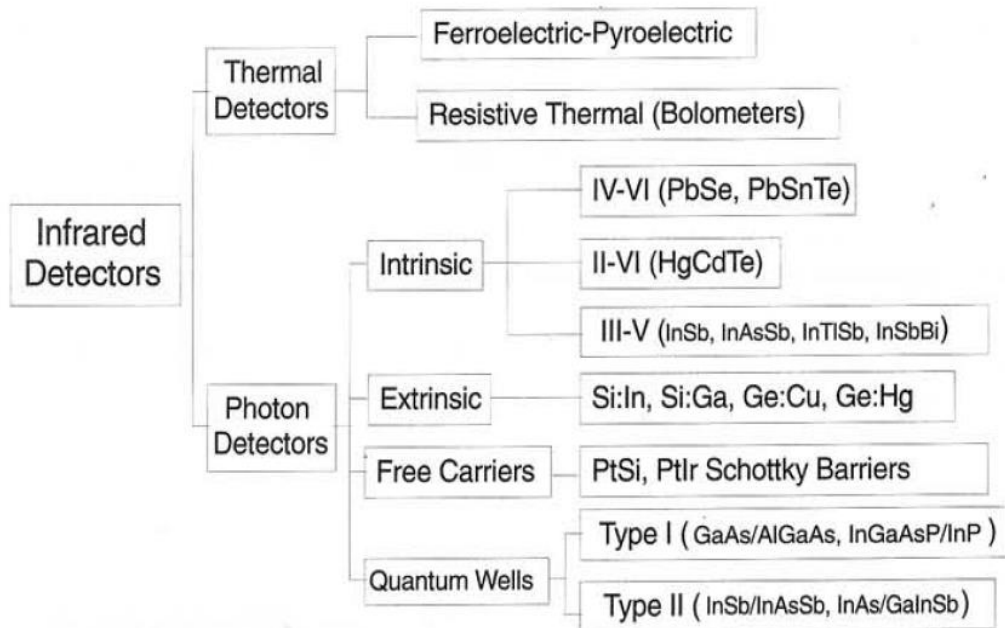 Ferroelectric-Pyroelectric
Thermal
Detectors
Resistive Thermal (Bolometers)
IV-VI (PbSe, PbSnTe)
Infrared
Detectors
Intrinsic
II-VI (HgCdTe)
III-V (InSb, InAsSb, InTlSb, InSbBi)
Photon
Detectors
Extrinsic
Si:In, Si:Ga, Ge:Cu, Ge:Hg
Free Carriers
PtSi, PtIr Schottky Barriers
Quantum Wells
Type I ( GaAs/AlGaAs, InGaAsP/InP )
Type II ( InSb/InAsSb, InAs/GaInSb)